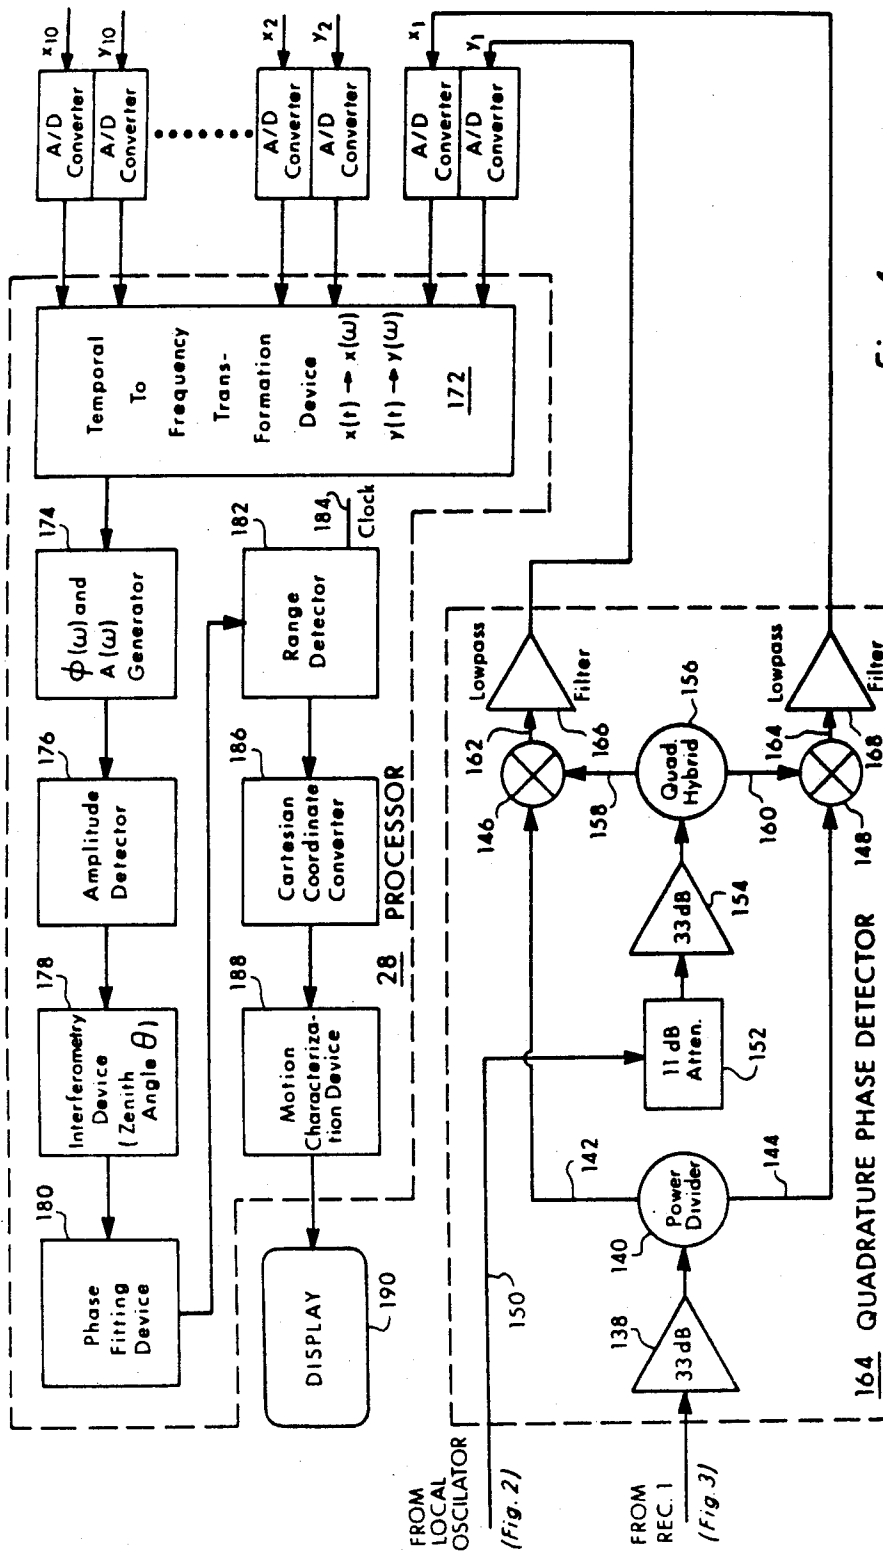 x10
y10
x2
y2
x1
y1
A/D
Converter
A/D
Converter
A/D
Converter
A/D
Converter
A/D
Converter
A/D
Converter
Temporal
To
Frequency
Trans-
Formation
Device
x(t) → x(ω)
y(t) → y(ω)
172
174
ϕ(ω) and
A(ω)
Generator
176
Amplitude
Detector
178
Interferometry
Device
(Zenith
Angle θ)
180
Phase
Fitting
Device
182
184
Clock
Range
Detector
186
Cartesian
Coordinate
Converter
188
Motion
Characteriza-
tion Device
28
PROCESSOR
DISPLAY
190
FROM
LOCAL
OSCILATOR
(Fig. 2)
150
FROM
REC. 1
(Fig. 3)
138
33 dB
140
Power
Divider
142
144
11 dB
Atten.
152
33 dB
154
Quad.
Hybrid
156
158
160
146
148
162
164
Lowpass
Filter
166
Lowpass
Filter
168
164 QUADRATURE PHASE DETECTOR